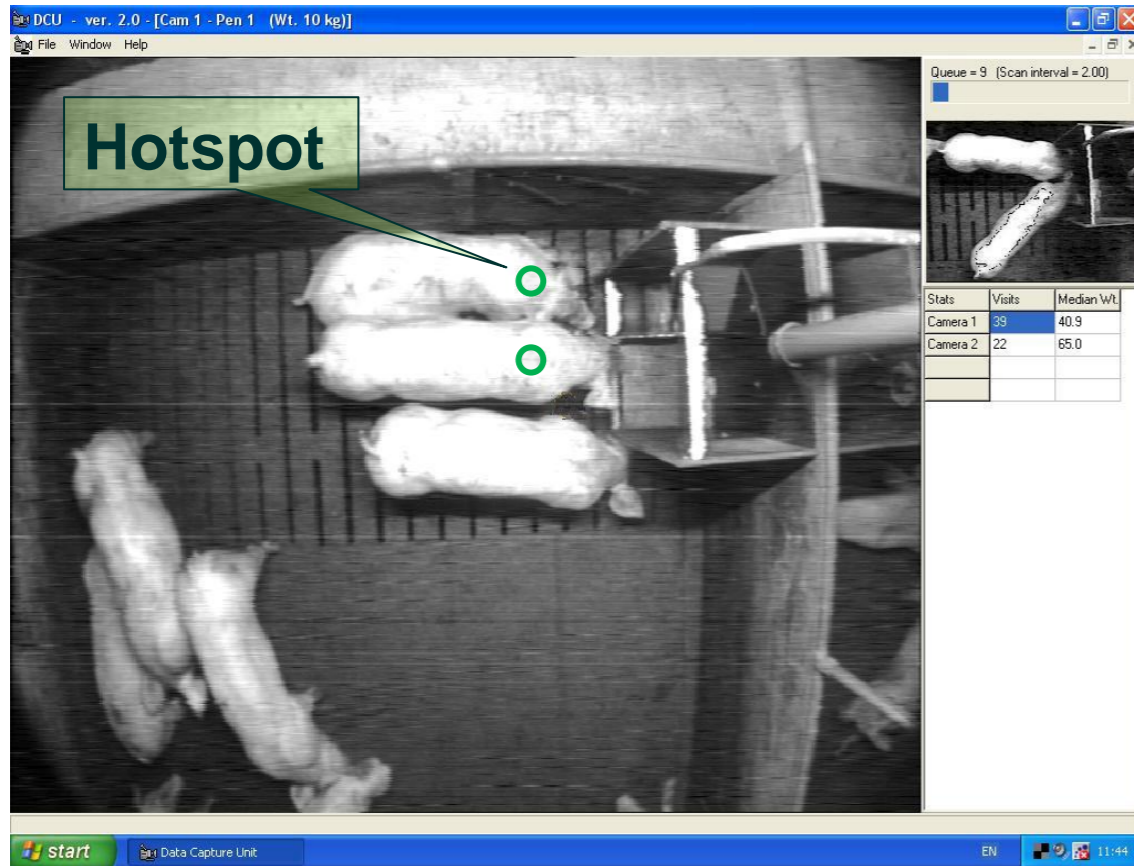 DCU - ver. 2.0 - [Cam 1 - Pen 1 (Wt. 10 kg)]
File Window Help
Hotspot
Queue = 9 (Scan interval = 2.00)
Stats Visits Median Wt.
Camera 1 39 40.9
Camera 2 22 65.0
start Data Capture Unit EN 11:44